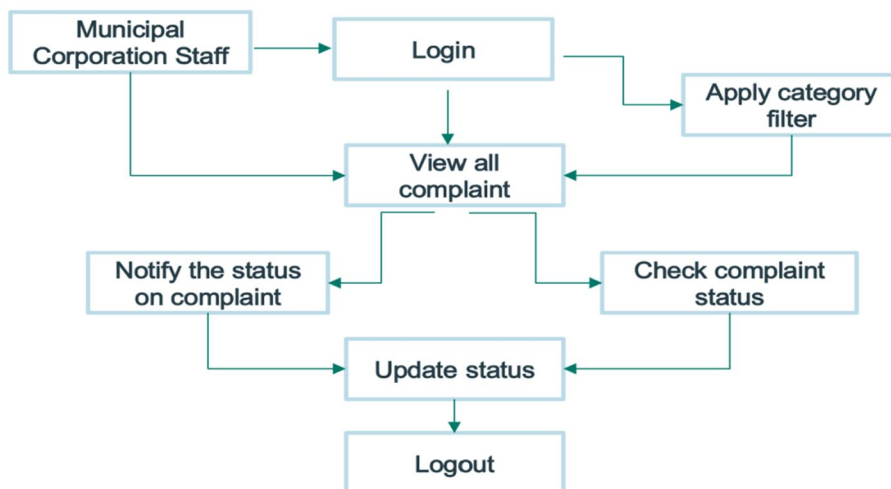 Municipal
Corporation Staff
Login
Apply category
filter
View all
complaint
Notify the status
on complaint
Check complaint
status
Update status
Logout